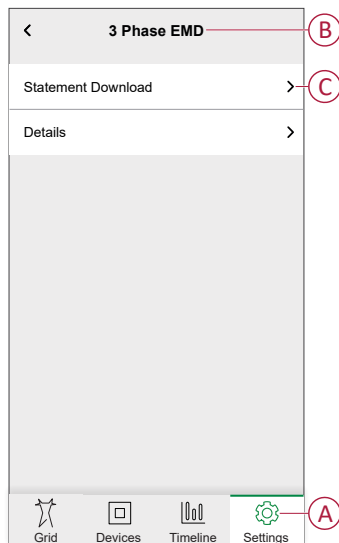 3 Phase EMD
B
Statement Download
C
Details
A
Grid Devices Timeline Settings